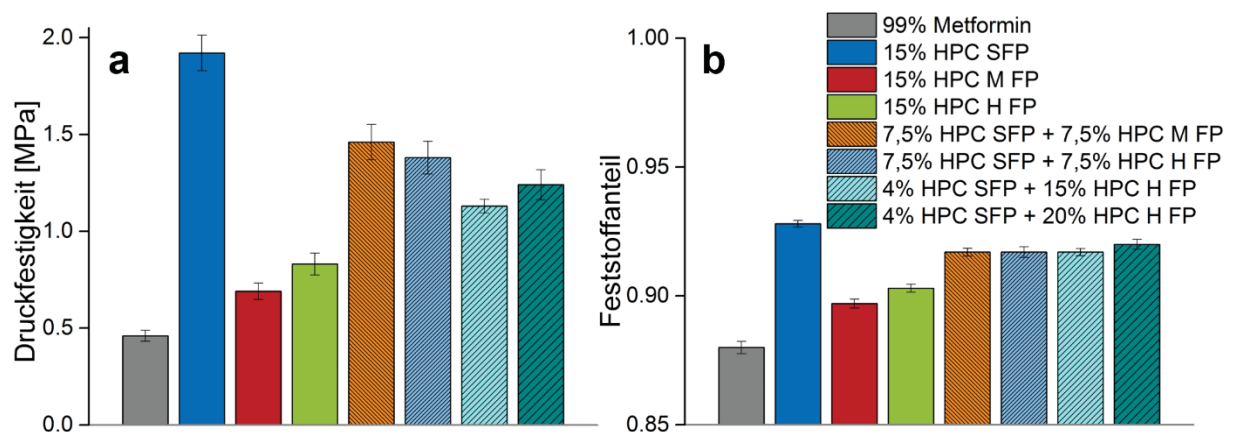 a
Druckfestigkeit [MPa]
2.0
1.5
1.0
0.5
0.0
b
Feststoffanteil
1.00
0.95
0.90
0.85
99% Metformin
15% HPC SFP
15% HPC M FP
15% HPC H FP
7,5% HPC SFP + 7,5% HPC M FP
7,5% HPC SFP + 7,5% HPC H FP
4% HPC SFP + 15% HPC H FP
4% HPC SFP + 20% HPC H FP